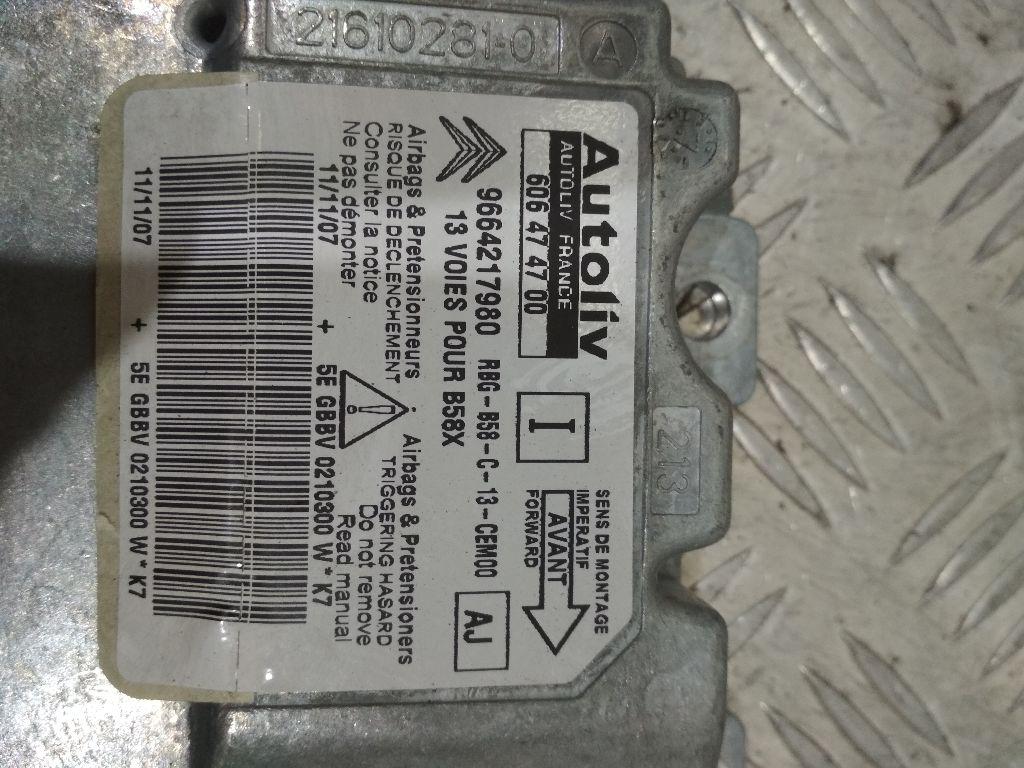 21610281-0 A
Autoliv
AUTOLIV FRANCE
606 47 47 00
I
SENS DE MONTAGE
IMPERATIF
AVANT
FORWARD
9664217980 RBG-B58-C-13-CEM00
13 VOIES POUR B58X
AJ
Airbags & Pretensionneurs . Airbags & Pretensioners
RISQUE DE DECLENCHEMENT TRIGGERING HASARD
Consulter la notice Do not remove
Ne pas démonter Read manual
11/11/07 + 5E GBBV 0210300 W * K7
11/11/07 + 5E GBBV 0210300 W * K7
213